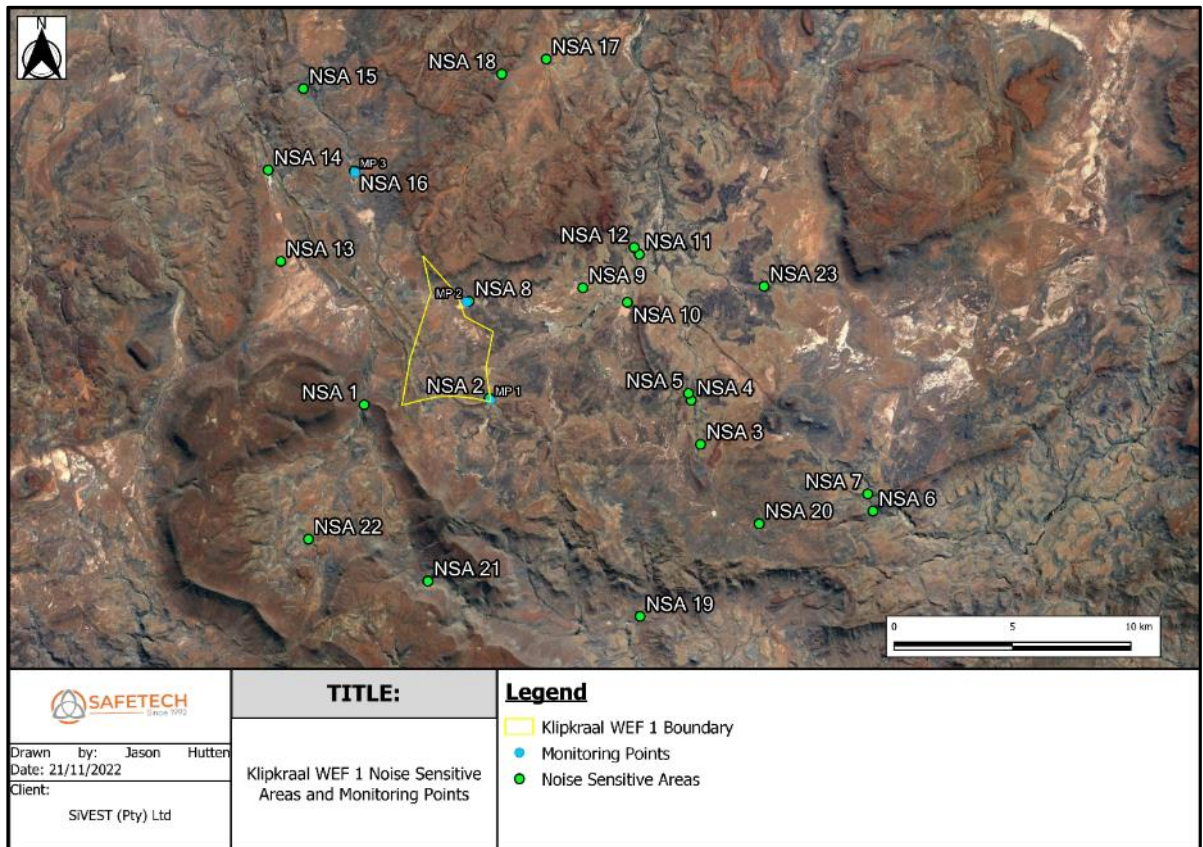 N
NSA 17
NSA 18
NSA 15
NSA 14
MP 3
NSA 16
NSA 13
NSA 12
NSA 11
NSA 9
NSA 23
MP 2
NSA 8
NSA 10
NSA 5
NSA 4
NSA 2
MP 1
NSA 1
NSA 3
NSA 7
NSA 6
NSA 20
NSA 22
NSA 21
NSA 19
0 5 10 km
SAFETECH
Since 1992
Drawn by: Jason Hutten
Date: 21/11/2022
Client:
SiVEST (Pty) Ltd
TITLE:
Klipkraal WEF 1 Noise Sensitive
Areas and Monitoring Points
Legend
Klipkraal WEF 1 Boundary
Monitoring Points
Noise Sensitive Areas